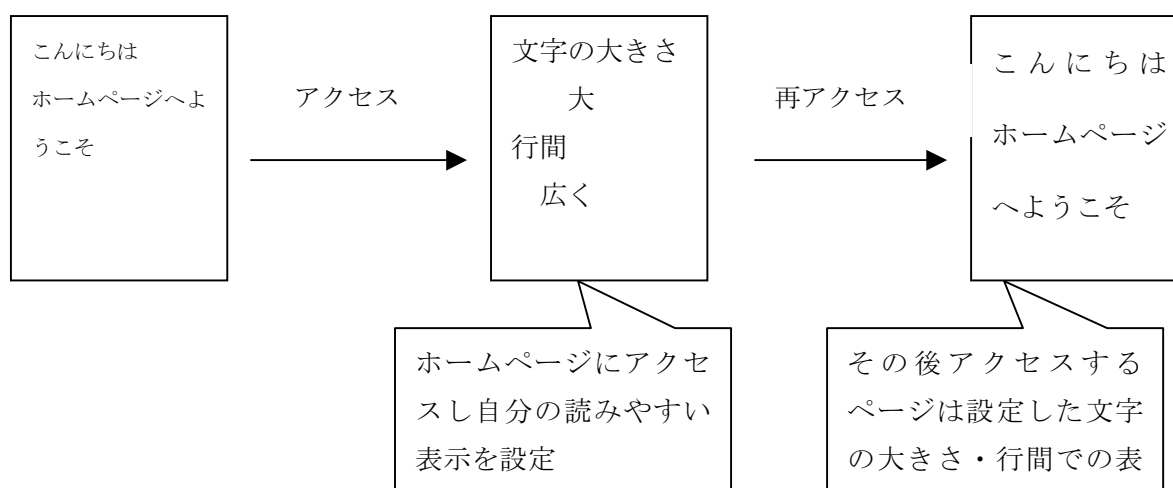 こんにちは
ホームページへよ
うこそ
アクセス
文字の大きさ
大
行間
広く
再アクセス
こんにちは
ホームページ
へようこそ
ホームページにアクセ
スし自分の読みやすい
表示を設定
その後アクセスする
ページは設定した文字
の大きさ・行間での表